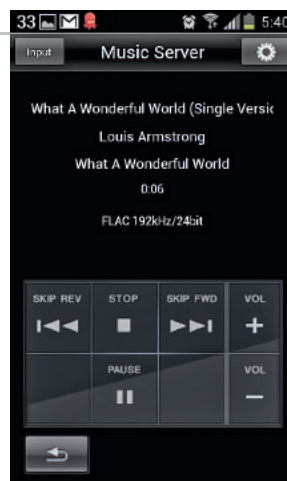 33 5:40
Input Music Server
What A Wonderful World (Single Versic
Louis Armstrong
What A Wonderful World
0:06
FLAC 192kHz/24bit
SKIP REV STOP SKIP FWD VOL
+
PAUSE VOL
−